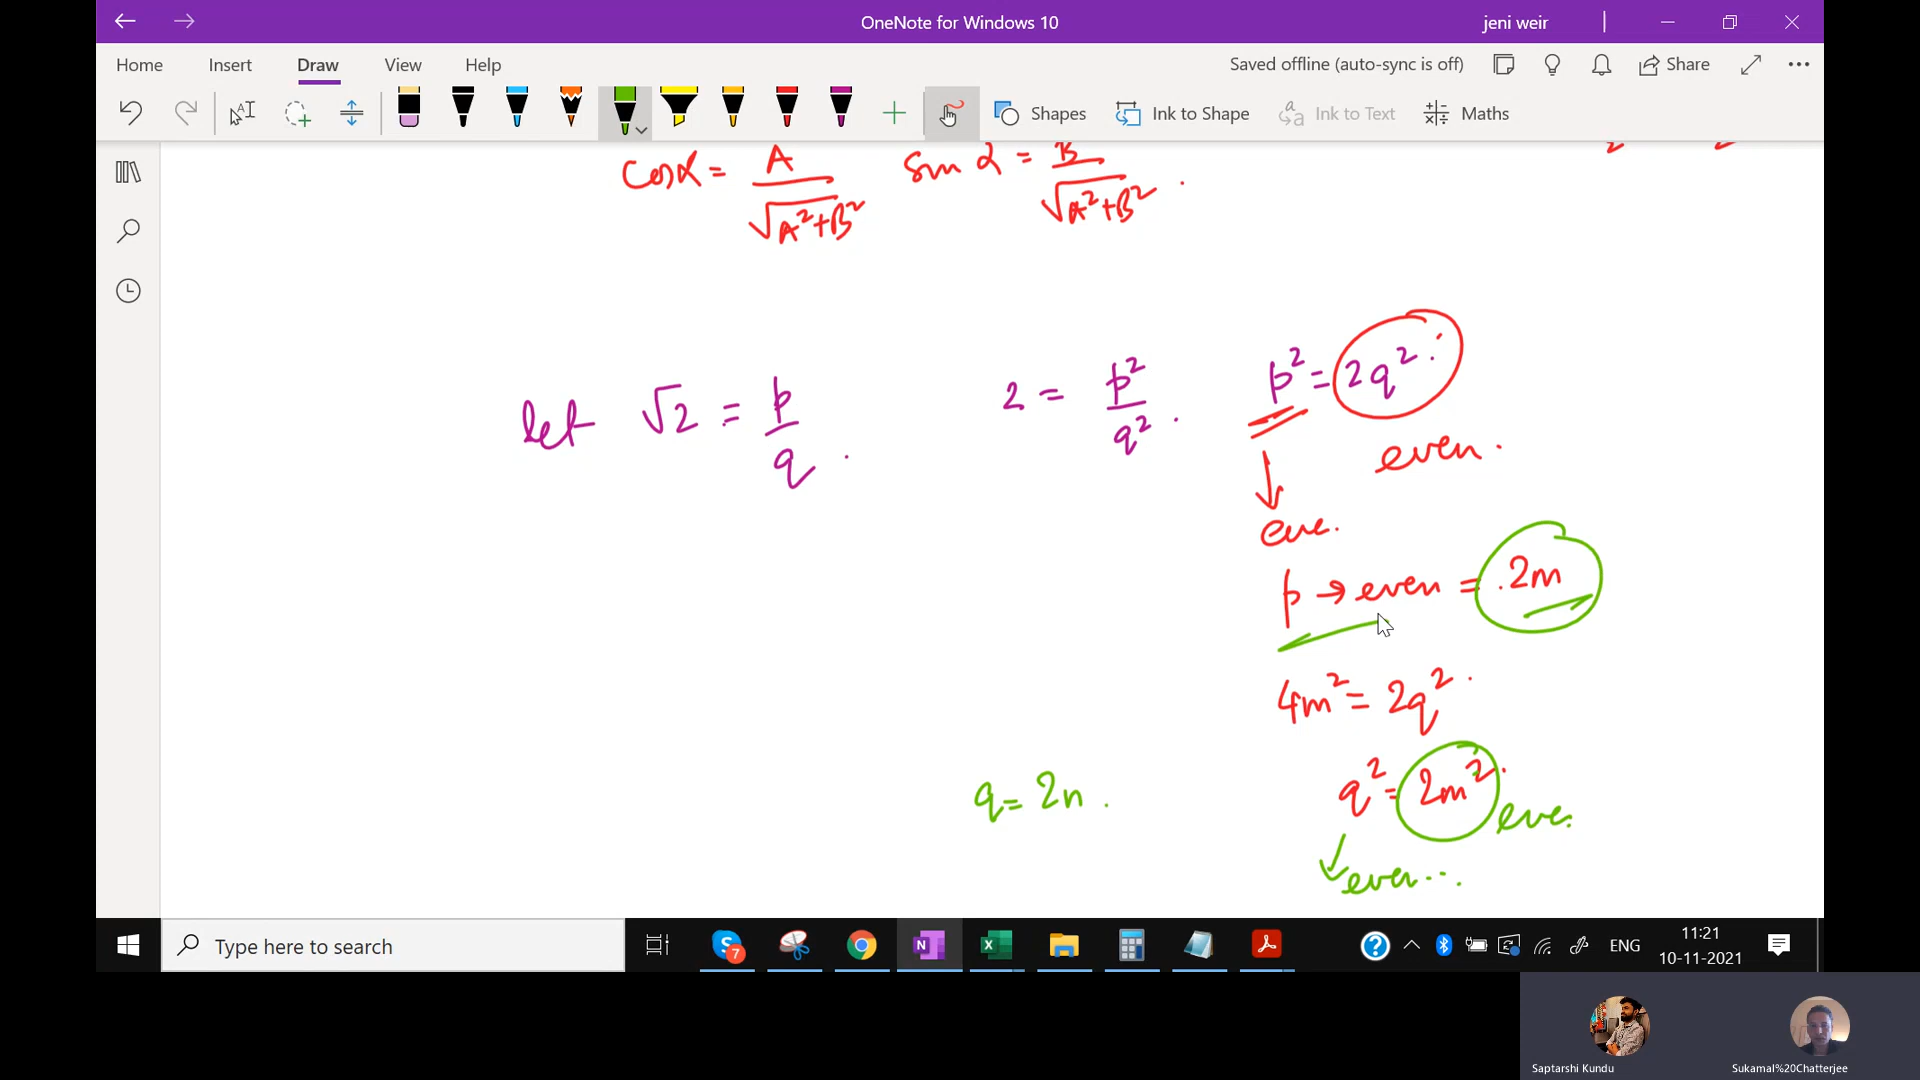 OneNote for Windows 10
jeni weir
Home Insert Draw View Help
Saved offline (auto-sync is off) Share
Shapes Ink to Shape Ink to Text Maths
cosα = A/√A²+B² sin α = B/√A²+B² .
let √2 = p/q .
2 = p²/q² .
p² = 2q² .
even .
eve .
p → even = .2m
4m² = 2q² .
q = 2n .
q² = 2m² .
eve .
even ...
Type here to search
7
ENG
11:21
10-11-2021
Saptarshi Kundu
Sukamal%20Chatterjee